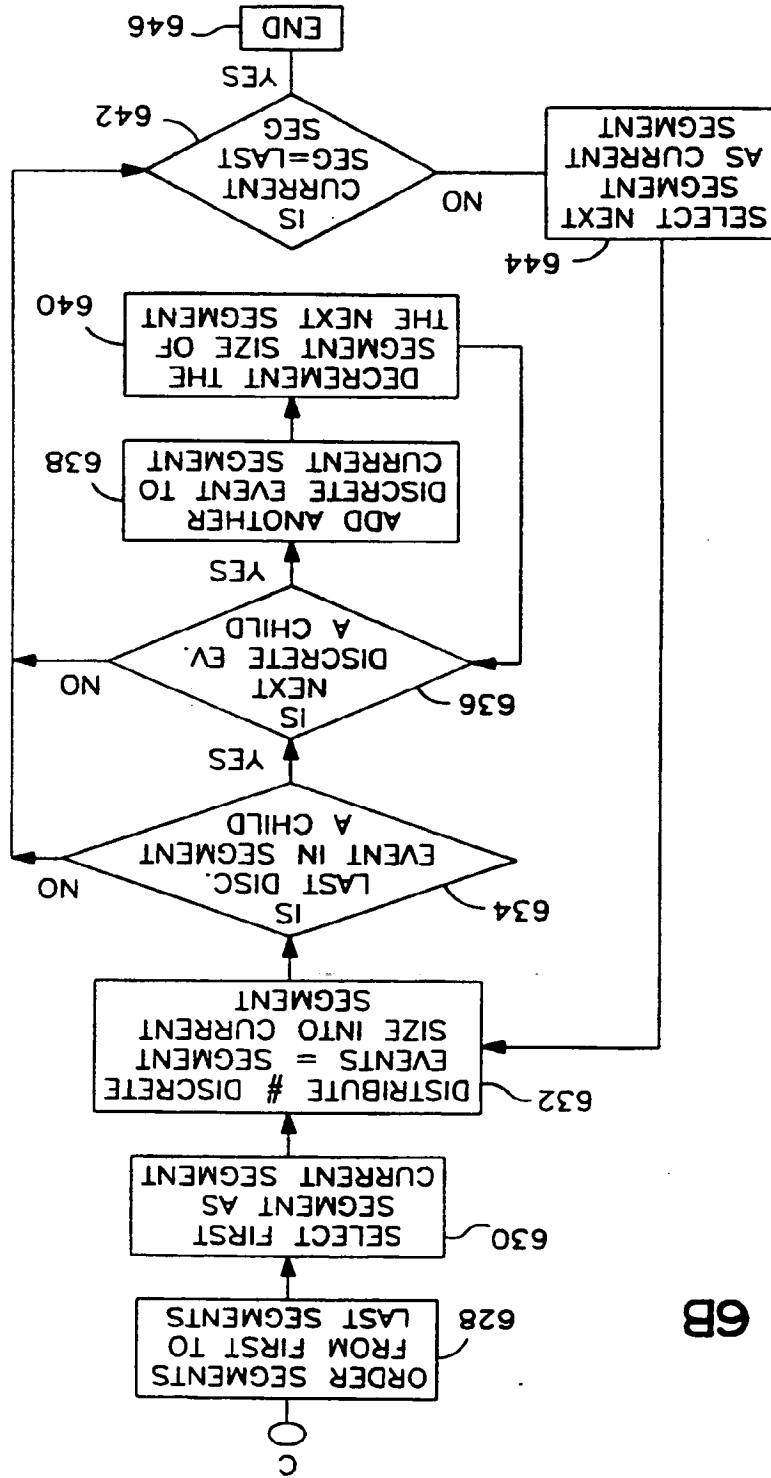 C
ORDER SEGMENTS
FROM FIRST TO
LAST SEGMENTS
628
6B
SELECT FIRST
SEGMENT AS
CURRENT SEGMENT
630
DISTRIBUTE # DISCRETE
EVENTS = SEGMENT
SIZE INTO CURRENT
SEGMENT
632
IS
LAST DISC.
EVENT IN SEGMENT
A CHILD
634
NO
YES
IS
NEXT
DISCRETE EV.
A CHILD
636
NO
YES
ADD ANOTHER
DISCRETE EVENT TO
CURRENT SEGMENT
638
DECREMENT THE
SEGMENT SIZE OF
THE NEXT SEGMENT
640
IS
CURRENT
SEG=LAST
SEG
642
NO
YES
SELECT NEXT
SEGMENT
AS CURRENT
SEGMENT
644
END
646